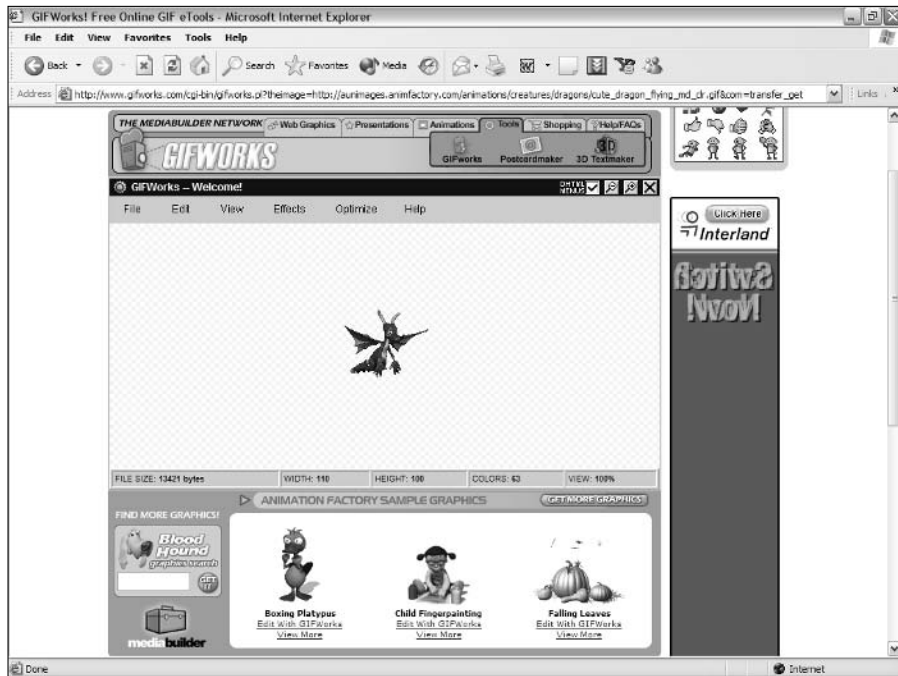 GIFWorks! Free Online GIF eTools - Microsoft Internet Explorer
File Edit View Favorites Tools Help
Back Search Favorites Media
Address http://www.gifworks.com/cgi-bin/gifworks.pl?theimage=http://aunimages.animfactory.com/animations/creatures/dragons/cute_dragon_flying_md_clr.gif&com=transfer_get Links
THE MEDIABUILDER NETWORK Web Graphics Presentations Animations Tools Shopping Help/FAQs
GIFWORKS
GIFworks Postcardmaker 3D Textmaker
3D
GIFWorks -- Welcome!
DHTML MENUS
File Edit View Effects Optimize Help
Click Here
Interland
Switch
Now!
FILE SIZE: 13421 bytes WIDTH: 110 HEIGHT: 100 COLORS: 63 VIEW: 100%
ANIMATION FACTORY SAMPLE GRAPHICS GET MORE GRAPHICS!
FIND MORE GRAPHICS!
Blood
Hound
graphics search
GET IT
mediabuilder
Boxing Platypus
Edit With GIFWorks
View More
Child Fingerpainting
Edit With GIFWorks
View More
Falling Leaves
Edit With GIFWorks
View More
Done Internet